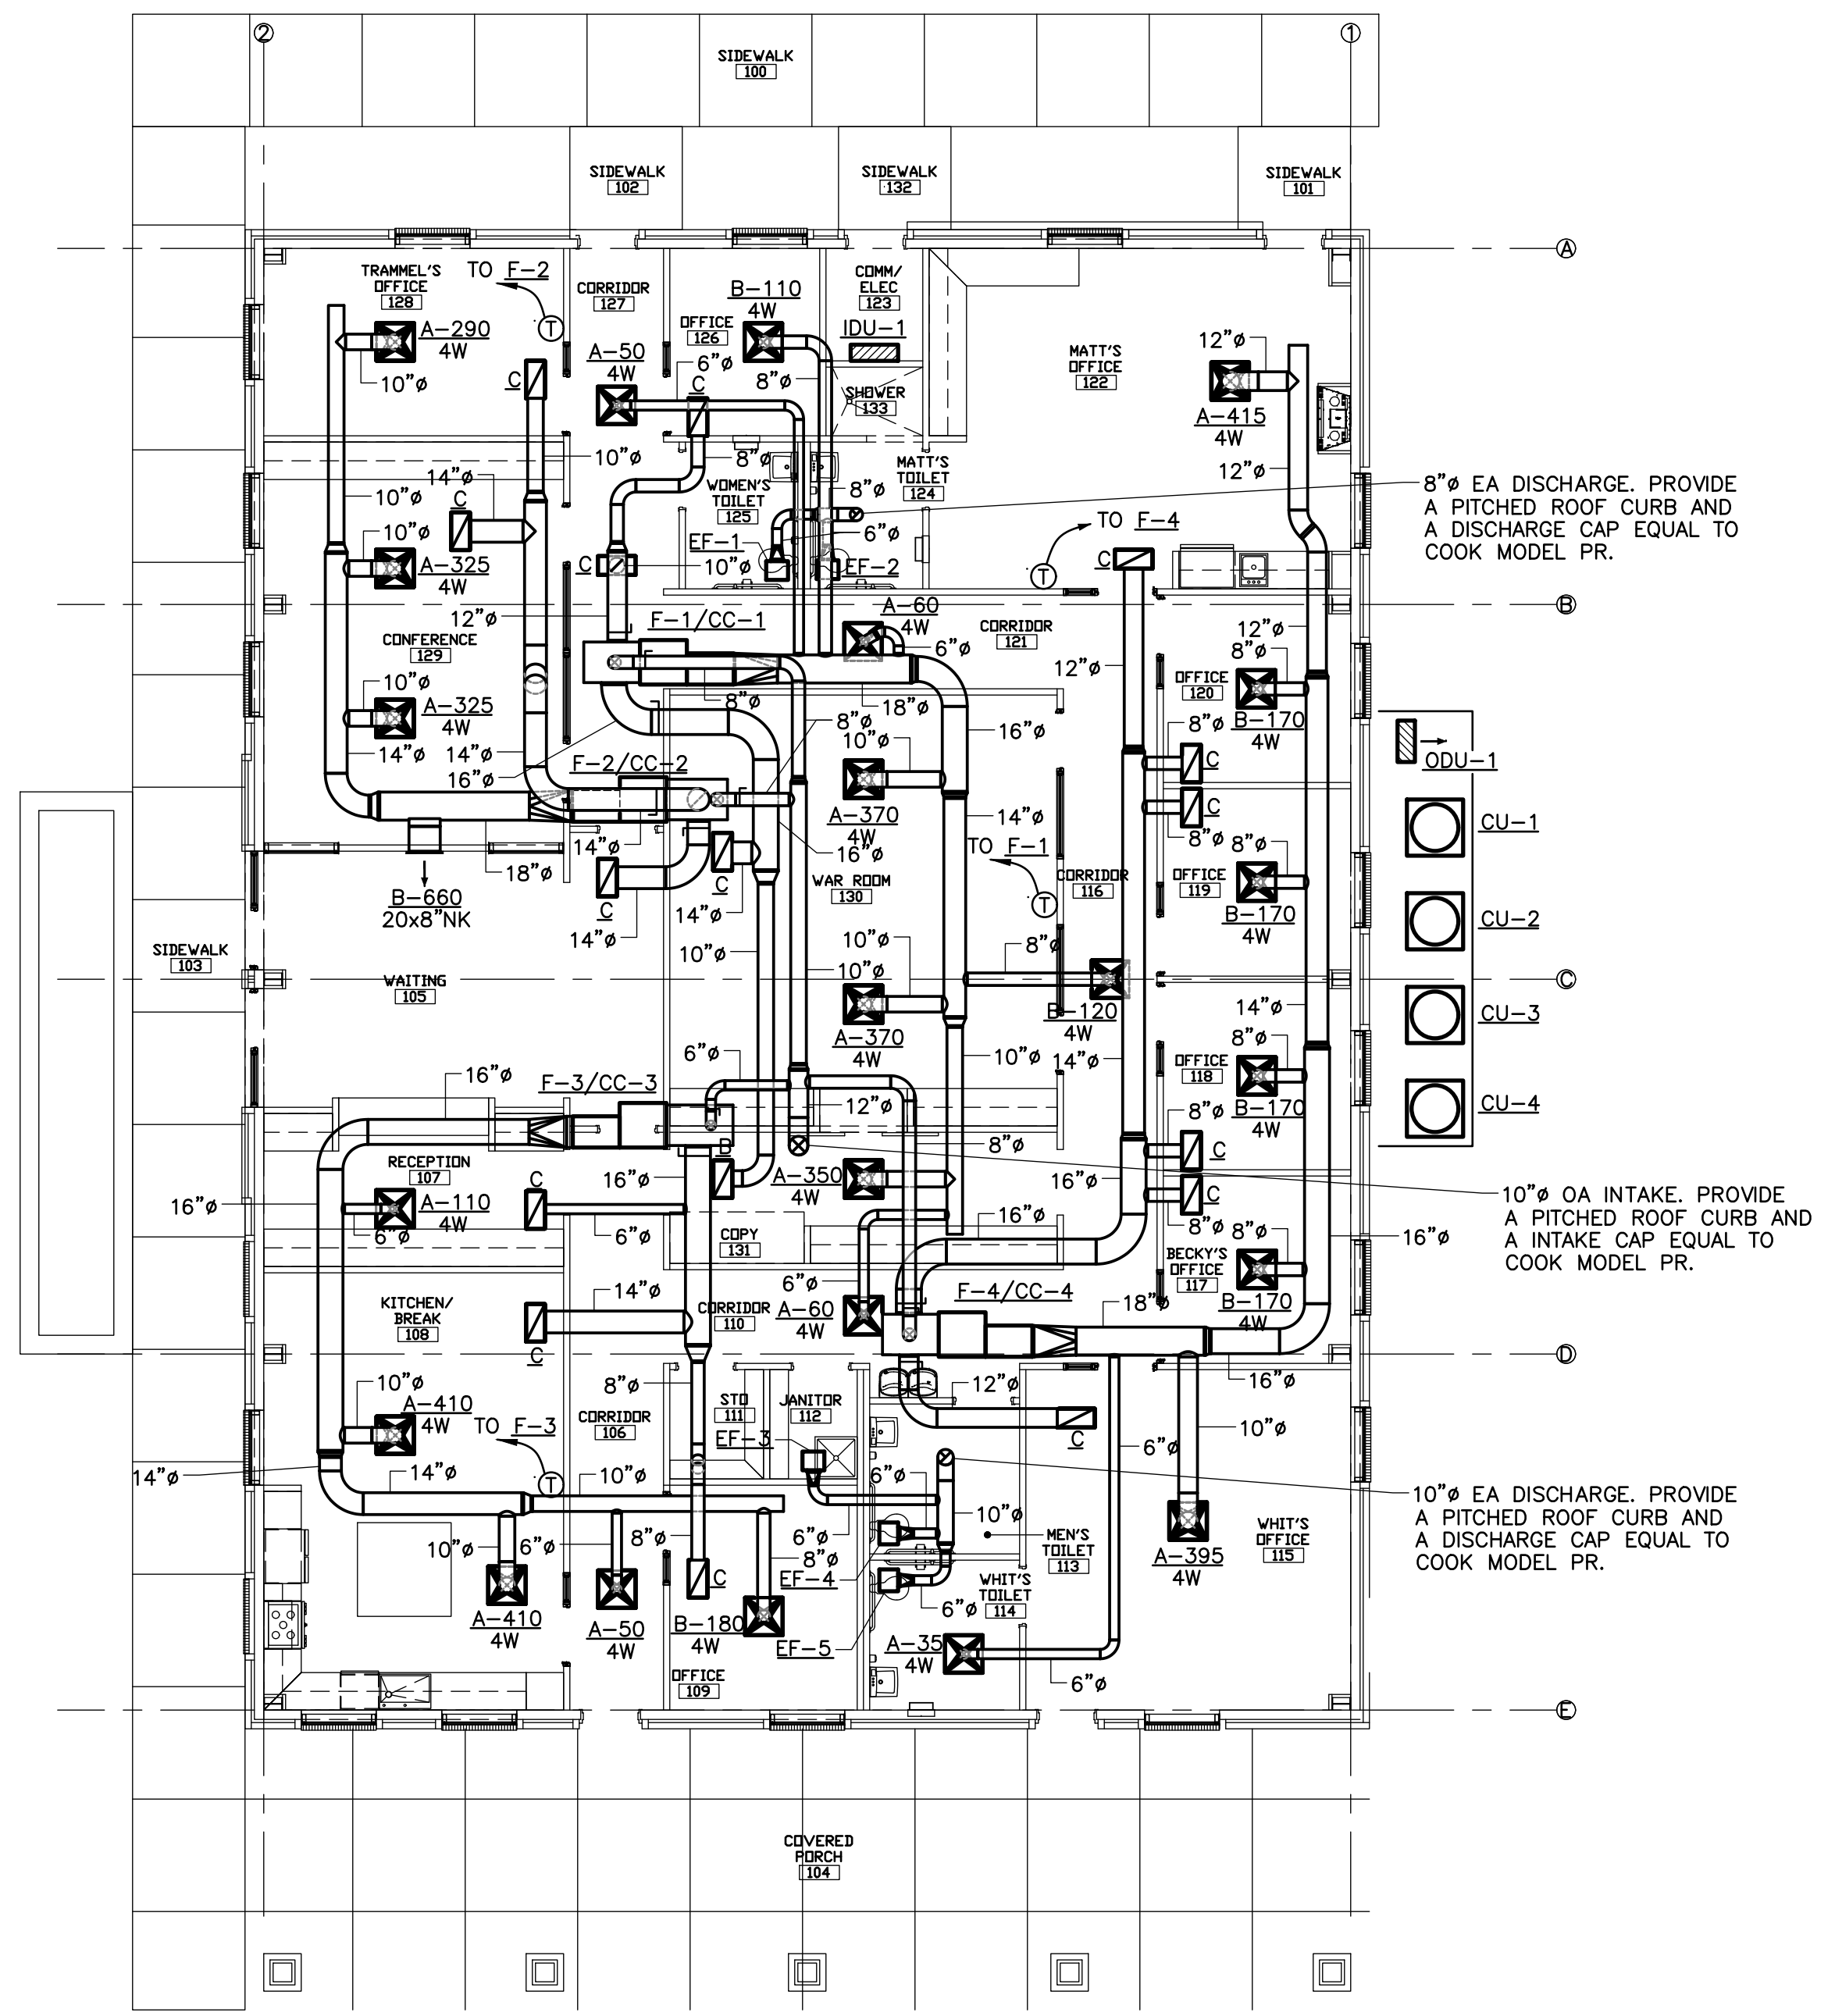 2
1
SIDEWALK
100
SIDEWALK
102
SIDEWALK
132
SIDEWALK
101
A
TRAMMEL'S
OFFICE
128
TO F-2
T
CORRIDOR
127
B-110
4W
OFFICE
126
COMM/
ELEC
123
IDU-1
A-290
4W
10"ø
A-50
4W
6"ø
C
C
8"ø
SHOWER
133
MATT'S
OFFICE
122
12"ø
A-415
4W
12"ø
10"ø
14"ø
C
10"ø
8"ø
WOMEN'S
TOILET
125
MATT'S
TOILET
124
8"ø
8"ø EA DISCHARGE. PROVIDE
A PITCHED ROOF CURB AND
A DISCHARGE CAP EQUAL TO
COOK MODEL PR.
6"ø
TO F-4
T
10"ø
A-325
4W
C
EF-1
10"ø
EF-2
C
12"ø
F-1/CC-1
A-60
4W
6"ø
B
CORRIDOR
121
12"ø
12"ø
8"ø
CONFERENCE
129
10"ø
A-325
4W
8"ø
18"ø
8"ø
16"ø
OFFICE
120
B-170
4W
8"ø
C
14"ø
14"ø
16"ø
F-2/CC-2
10"ø
A-370
4W
ODU-1
CU-1
C
8"ø
8"ø
14"ø
16"ø
14"ø
TO F-1
T
18"ø
B-660
20x8"NK
C
C
WAR ROOM
130
CORRIDOR
116
OFFICE
119
B-170
4W
CU-2
14"ø
14"ø
10"ø
10"ø
8"ø
SIDEWALK
103
WAITING
105
10"ø
C
B-120
4W
14"ø
A-370
4W
CU-3
6"ø
10"ø
14"ø
8"ø
OFFICE
118
B-170
4W
16"ø
F-3/CC-3
12"ø
8"ø
8"ø
C
CU-4
RECEPTION
107
C
16"ø
B
A-350
4W
16"ø
C
10"ø OA INTAKE. PROVIDE
A PITCHED ROOF CURB AND
A INTAKE CAP EQUAL TO
COOK MODEL PR.
16"ø
A-110
4W
6"ø
6"ø
COPY
131
16"ø
8"ø
8"ø
16"ø
BECKY'S
OFFICE
117
B-170
4W
KITCHEN/
BREAK
108
14"ø
C
CORRIDOR
110
6"ø
A-60
4W
F-4/CC-4
18"ø
D
10"ø
A-410
4W
8"ø
12"ø
16"ø
TO F-3
T
CORRIDOR
106
STO
111
JANITOR
112
C
EF-3
6"ø
10"ø
14"ø
14"ø
10"ø
6"ø
10"ø
10"ø EA DISCHARGE. PROVIDE
A PITCHED ROOF CURB AND
A DISCHARGE CAP EQUAL TO
COOK MODEL PR.
10"ø
6"ø
8"ø
6"ø
8"ø
MEN'S
TOILET
113
A-395
4W
WHIT'S
OFFICE
115
C
EF-4
WHIT'S
TOILET
114
6"ø
A-410
4W
A-50
4W
B-180
4W
EF-5
A-35
4W
6"ø
OFFICE
109
E
COVERED
PORCH
104